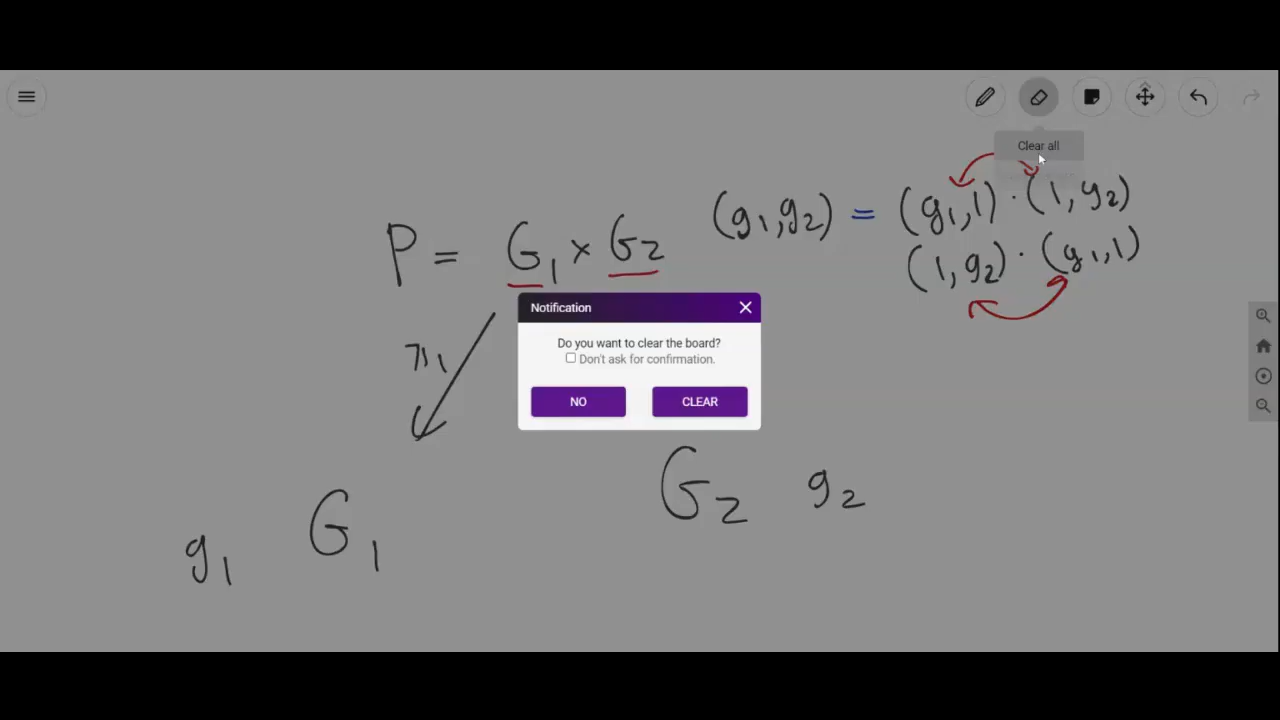 Clear all
(g1,g2) = (g1,1) · (1,g2)
P = G1 × G2
(1,g2) · (g1,1)
Notification
Do you want to clear the board?
Don't ask for confirmation.
π1
NO CLEAR
G2 g2
g1 G1